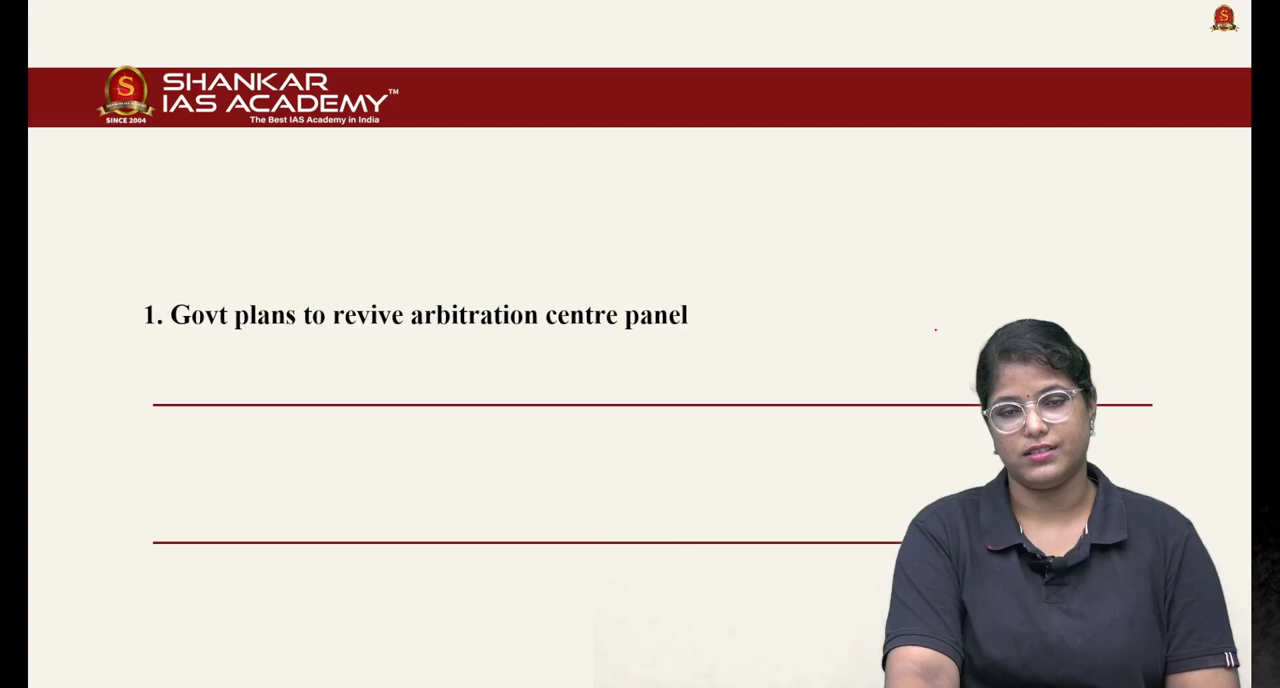 SHANKAR
IAS ACADEMY™
The Best IAS Academy in India
SINCE 2004
1. Govt plans to revive arbitration centre panel